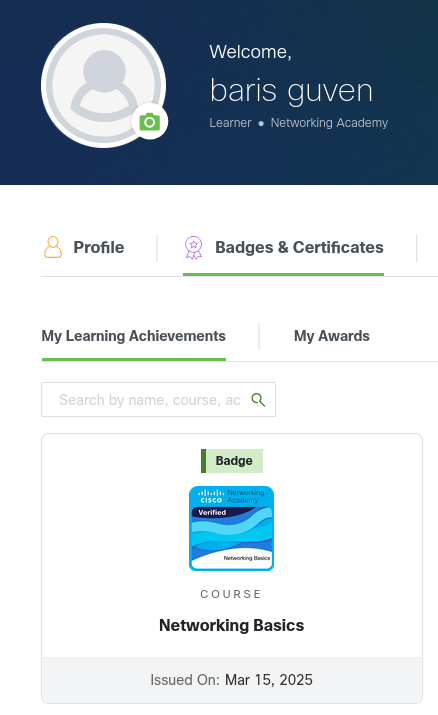 Welcome,
baris guven
Learner ● Networking Academy
Profile
Badges & Certificates
My Learning Achievements
My Awards
Search by name, course, ac
Badge
cisco Networking Academy
Verified
Networking Basics
COURSE
Networking Basics
Issued On: Mar 15, 2025